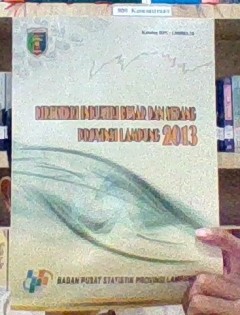 DIREKTORI INDUSTRI BESAR DAN SEDANG
PROVINSI LAMPUNG 2013
BADAN PUSAT STATISTIK PROVINSI LAMPUNG